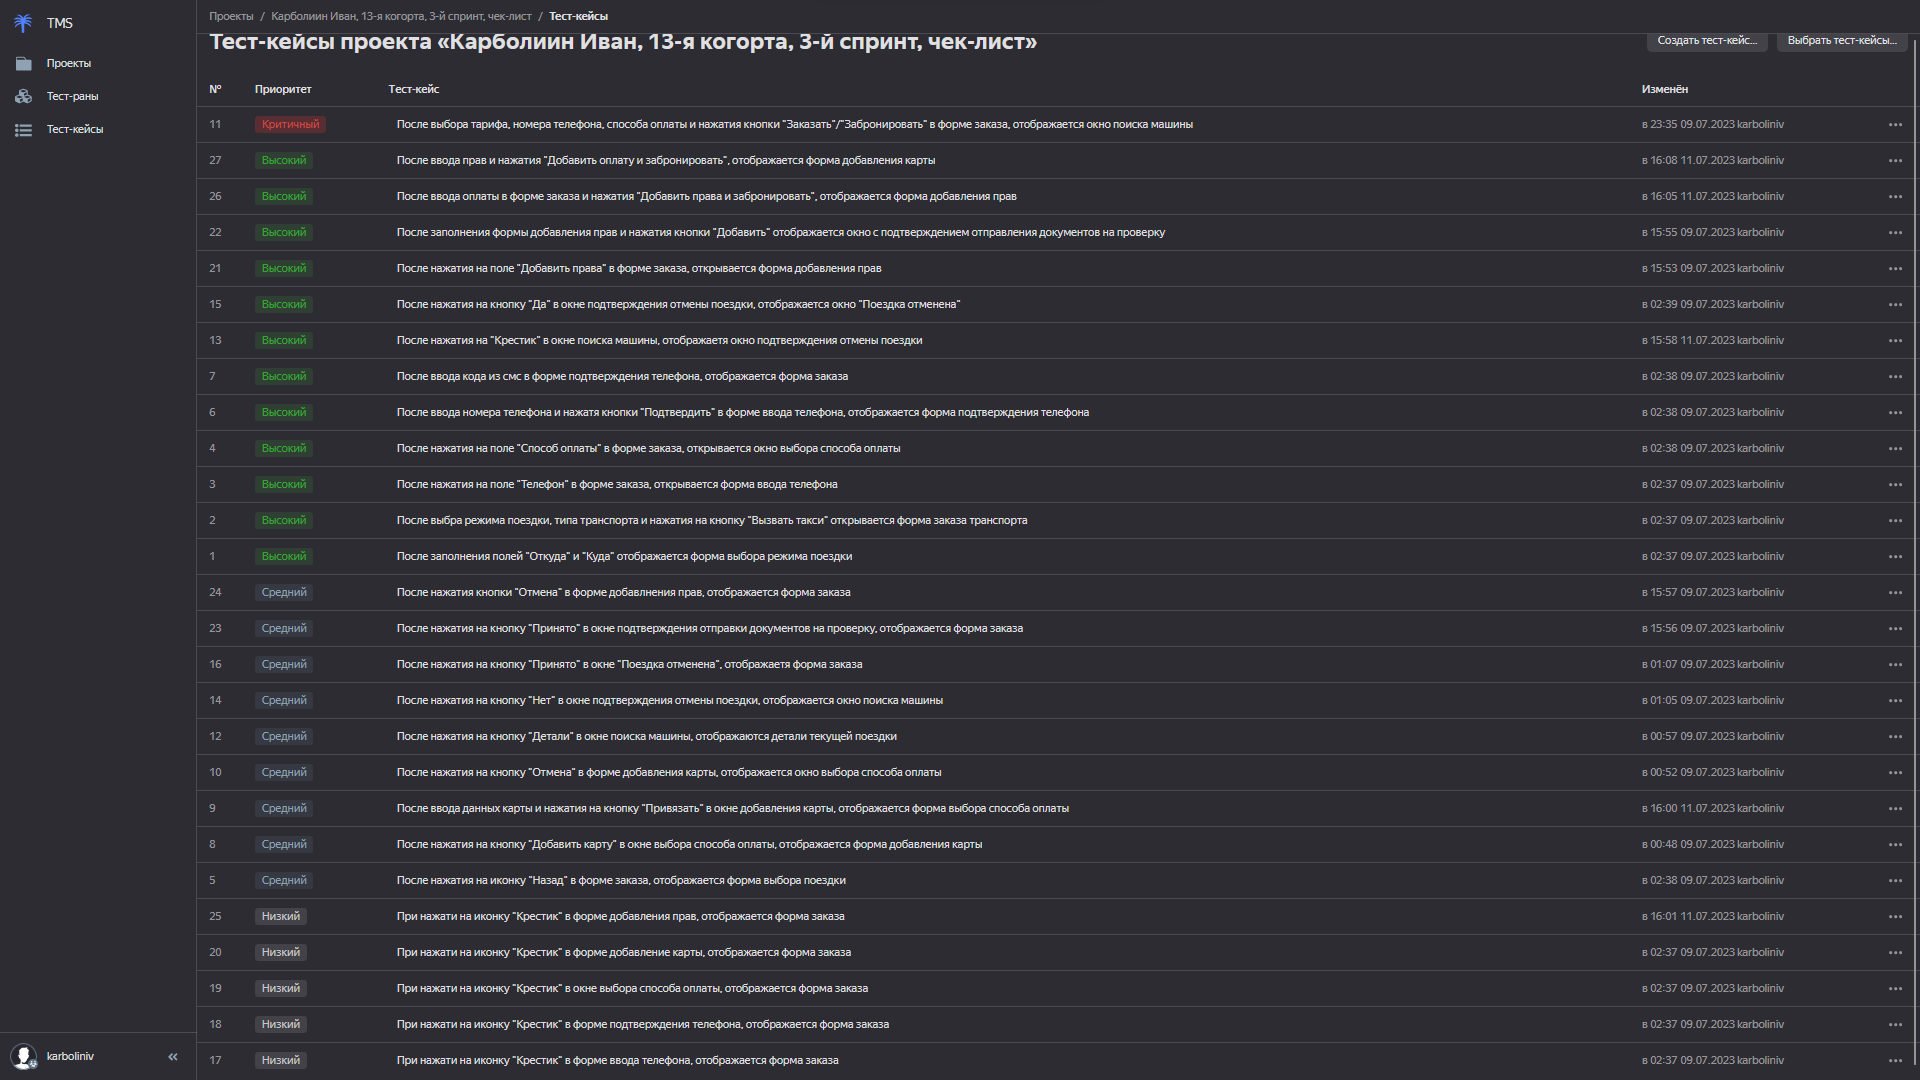 TMS
Проекты
Тест-раны
Тест-кейсы
karboliniv
Проекты / Карболиин Иван, 13-я когорта, 3-й спринт, чек-лист / Тест-кейсы
Тест-кейсы проекта «Карболиин Иван, 13-я когорта, 3-й спринт, чек-лист»
Создать тест-кейс...
Выбрать тест-кейсы...
№ Приоритет Тест-кейс Изменён
11 Критичный После выбора тарифа, номера телефона, способа оплаты и нажатия кнопки "Заказать"/"Забронировать" в форме заказа, отображается окно поиска машины в 23:35 09.07.2023 karboliniv
27 Высокий После ввода прав и нажатия "Добавить оплату и забронировать", отображается форма добавления карты в 16:08 11.07.2023 karboliniv
26 Высокий После ввода оплаты в форме заказа и нажатия "Добавить права и забронировать", отображается форма добавления прав в 16:05 11.07.2023 karboliniv
22 Высокий После заполнения формы добавления прав и нажатия кнопки "Добавить" отображается окно с подтверждением отправления документов на проверку в 15:55 09.07.2023 karboliniv
21 Высокий После нажатия на поле "Добавить права" в форме заказа, открывается форма добавления прав в 15:53 09.07.2023 karboliniv
15 Высокий После нажатия на кнопку "Да" в окне подтверждения отмены поездки, отображается окно "Поездка отменена" в 02:39 09.07.2023 karboliniv
13 Высокий После нажатия на "Крестик" в окне поиска машины, отображаетя окно подтверждения отмены поездки в 15:58 11.07.2023 karboliniv
7 Высокий После ввода кода из смс в форме подтверждения телефона, отображается форма заказа в 02:38 09.07.2023 karboliniv
6 Высокий После ввода номера телефона и нажатя кнопки "Подтвердить" в форме ввода телефона, отображается форма подтверждения телефона в 02:38 09.07.2023 karboliniv
4 Высокий После нажатия на поле "Способ оплаты" в форме заказа, открывается окно выбора способа оплаты в 02:38 09.07.2023 karboliniv
3 Высокий После нажатия на поле "Телефон" в форме заказа, открывается форма ввода телефона в 02:37 09.07.2023 karboliniv
2 Высокий После выбра режима поездки, типа транспорта и нажатия на кнопку "Вызвать такси" открывается форма заказа транспорта в 02:37 09.07.2023 karboliniv
1 Высокий После заполнения полей "Откуда" и "Куда" отображается форма выбора режима поездки в 02:37 09.07.2023 karboliniv
24 Средний После нажатия кнопки "Отмена" в форме добавлнения прав, отображается форма заказа в 15:57 09.07.2023 karboliniv
23 Средний После нажатия на кнопку "Принято" в окне подтверждения отправки документов на проверку, отображается форма заказа в 15:56 09.07.2023 karboliniv
16 Средний После нажатия на кнопку "Принято" в окне "Поездка отменена", отображаетя форма заказа в 01:07 09.07.2023 karboliniv
14 Средний После нажатия на кнопку "Нет" в окне подтверждения отмены поездки, отображается окно поиска машины в 01:05 09.07.2023 karboliniv
12 Средний После нажатия на кнопку "Детали" в окне поиска машины, отображаются детали текущей поездки в 00:57 09.07.2023 karboliniv
10 Средний После нажатия на кнопку "Отмена" в форме добавления карты, отображается окно выбора способа оплаты в 00:52 09.07.2023 karboliniv
9 Средний После ввода данных карты и нажатия на кнопку "Привязать" в окне добавления карты, отображается форма выбора способа оплаты в 16:00 11.07.2023 karboliniv
8 Средний После нажатия на кнопку "Добавить карту" в окне выбора способа оплаты, отображается форма добавления карты в 00:48 09.07.2023 karboliniv
5 Средний После нажатия на иконку "Назад" в форме заказа, отображается форма выбора поездки в 02:38 09.07.2023 karboliniv
25 Низкий При нажати на иконку "Крестик" в форме добавления прав, отображается форма заказа в 16:01 11.07.2023 karboliniv
20 Низкий При нажати на иконку "Крестик" в форме добавление карты, отображается форма заказа в 02:37 09.07.2023 karboliniv
19 Низкий При нажати на иконку "Крестик" в окне выбора способа оплаты, отображается форма заказа в 02:37 09.07.2023 karboliniv
18 Низкий При нажати на иконку "Крестик" в форме подтверждения телефона, отображается форма заказа в 02:37 09.07.2023 karboliniv
17 Низкий При нажати на иконку "Крестик" в форме ввода телефона, отображается форма заказа в 02:37 09.07.2023 karboliniv